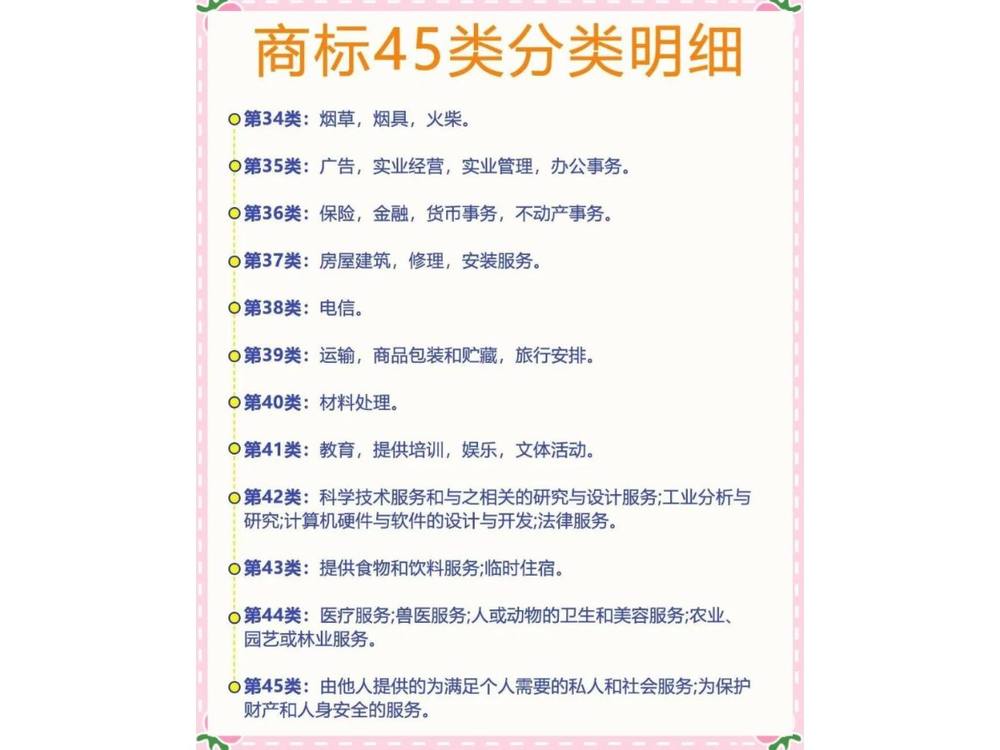 商标45类分类明细
第34类：烟草，烟具，火柴。
第35类：广告，实业经营，实业管理，办公事务。
第36类：保险，金融，货币事务，不动产事务。
第37类：房屋建筑，修理，安装服务。
第38类：电信。
第39类：运输，商品包装和贮藏，旅行安排。
第40类：材料处理。
第41类：教育，提供培训，娱乐，文体活动。
第42类：科学技术服务和与之相关的研究与设计服务;工业分析与
研究;计算机硬件与软件的设计与开发;法律服务。
第43类：提供食物和饮料服务;临时住宿。
第44类：医疗服务;兽医服务;人或动物的卫生和美容服务;农业、
园艺或林业服务。
第45类：由他人提供的为满足个人需要的私人和社会服务;为保护
财产和人身安全的服务。